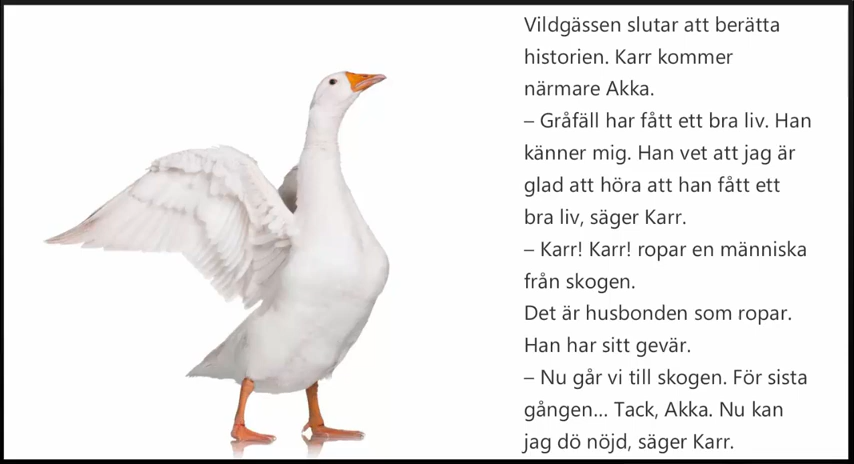 Vildgässen slutar att berätta
historien. Karr kommer
närmare Akka.
– Gråfäll har fått ett bra liv. Han
känner mig. Han vet att jag är
glad att höra att han fått ett
bra liv, säger Karr.
– Karr! Karr! ropar en människa
från skogen.
Det är husbonden som ropar.
Han har sitt gevär.
– Nu går vi till skogen. För sista
gången... Tack, Akka. Nu kan
jag dö nöjd, säger Karr.